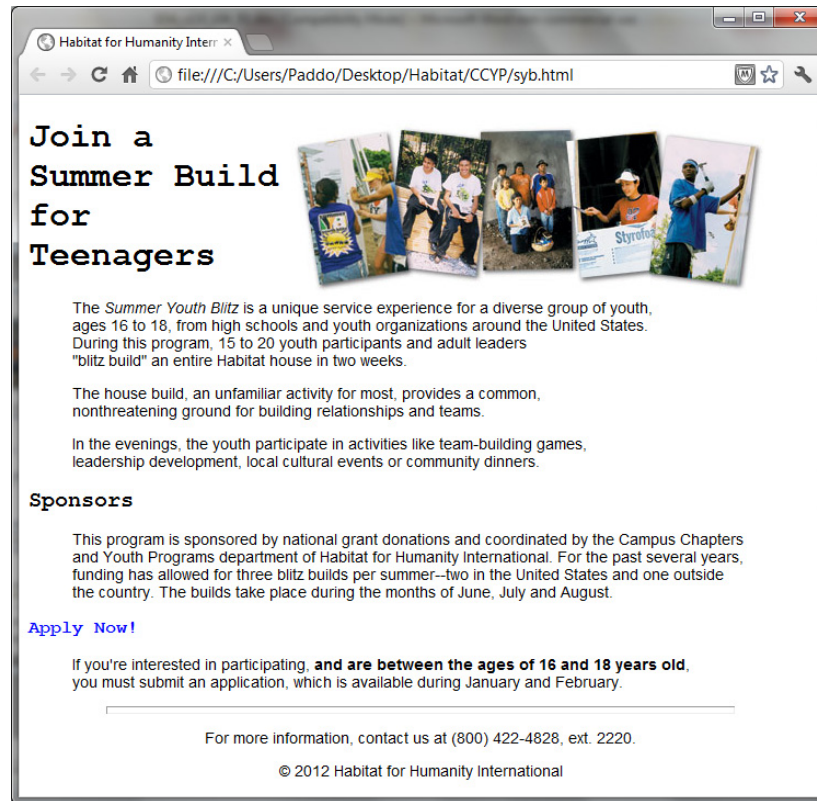 Habitat for Humanity Interr
file:///C:/Users/Paddo/Desktop/Habitat/CCYP/syb.html
Join a
Summer Build
for
Teenagers
Styrofoa
The Summer Youth Blitz is a unique service experience for a diverse group of youth,
ages 16 to 18, from high schools and youth organizations around the United States.
During this program, 15 to 20 youth participants and adult leaders
"blitz build" an entire Habitat house in two weeks.
The house build, an unfamiliar activity for most, provides a common,
nonthreatening ground for building relationships and teams.
In the evenings, the youth participate in activities like team-building games,
leadership development, local cultural events or community dinners.
Sponsors
This program is sponsored by national grant donations and coordinated by the Campus Chapters
and Youth Programs department of Habitat for Humanity International. For the past several years,
funding has allowed for three blitz builds per summer--two in the United States and one outside
the country. The builds take place during the months of June, July and August.
Apply Now!
If you're interested in participating, and are between the ages of 16 and 18 years old,
you must submit an application, which is available during January and February.
For more information, contact us at (800) 422-4828, ext. 2220.
© 2012 Habitat for Humanity International